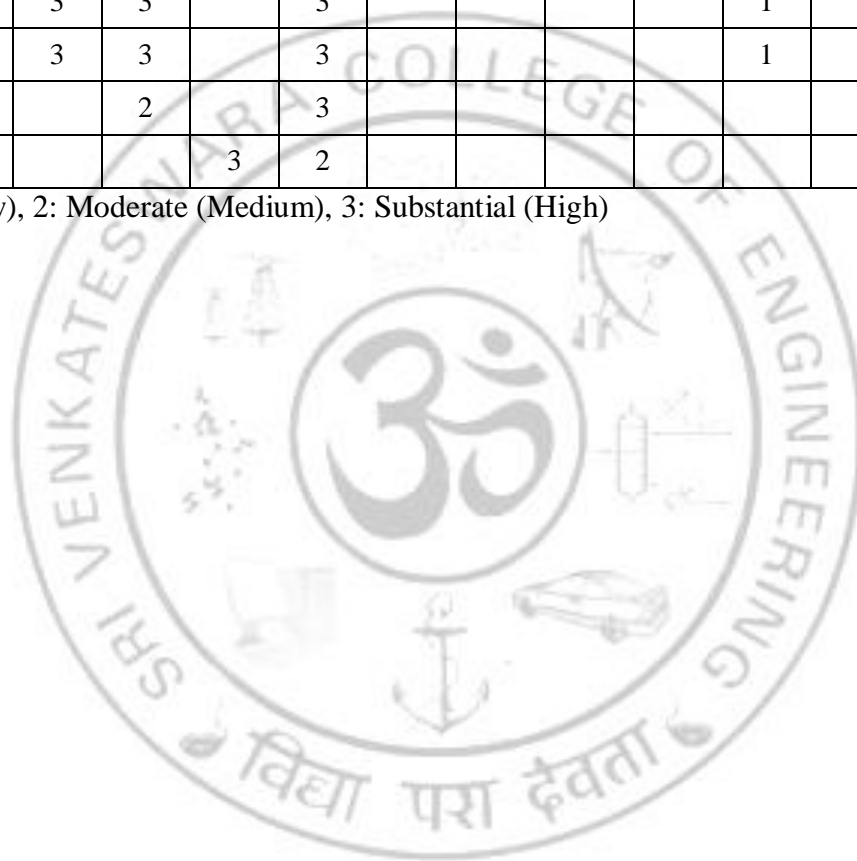 3 3 3 1
3 3 3 1
2 3
3 2
), 2: Moderate (Medium), 3: Substantial (High)
SRI VENKATESWARA COLLEGE OF ENGINEERING
ॐ
विद्या परा देवता